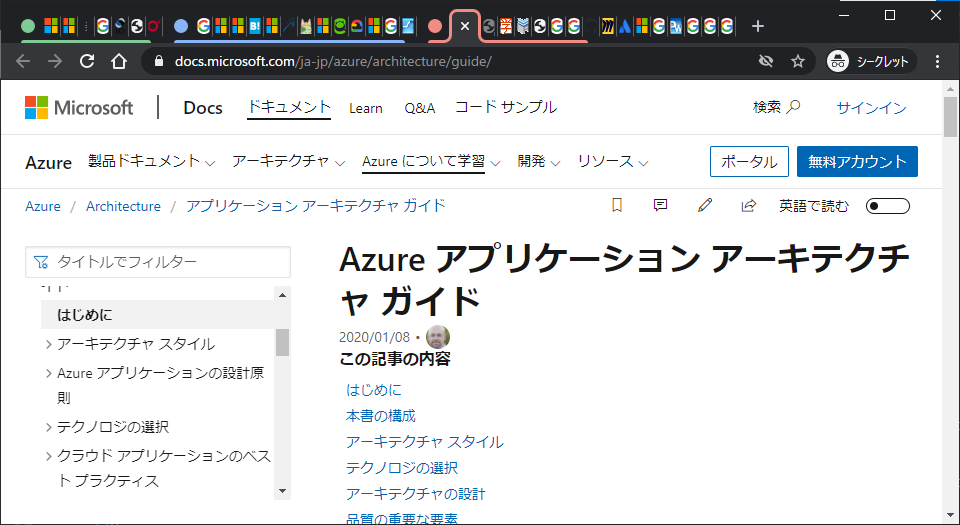 docs.microsoft.com/ja-jp/azure/architecture/guide/
シークレット
Microsoft
Docs
ドキュメント
Learn
Q&A
コード サンプル
検索
サインイン
Azure
製品ドキュメント
アーキテクチャ
Azure について学習
開発
リソース
ポータル
無料アカウント
Azure / Architecture / アプリケーション アーキテクチャ ガイド
英語で読む
タイトルでフィルター
はじめに
アーキテクチャ スタイル
Azure アプリケーションの設計原
則
テクノロジの選択
クラウド アプリケーションのベス
ト プラクティス
Azure アプリケーション アーキテクチ
ャ ガイド
2020/01/08 •
この記事の内容
はじめに
本書の構成
アーキテクチャ スタイル
テクノロジの選択
アーキテクチャの設計
品質の重要な要素